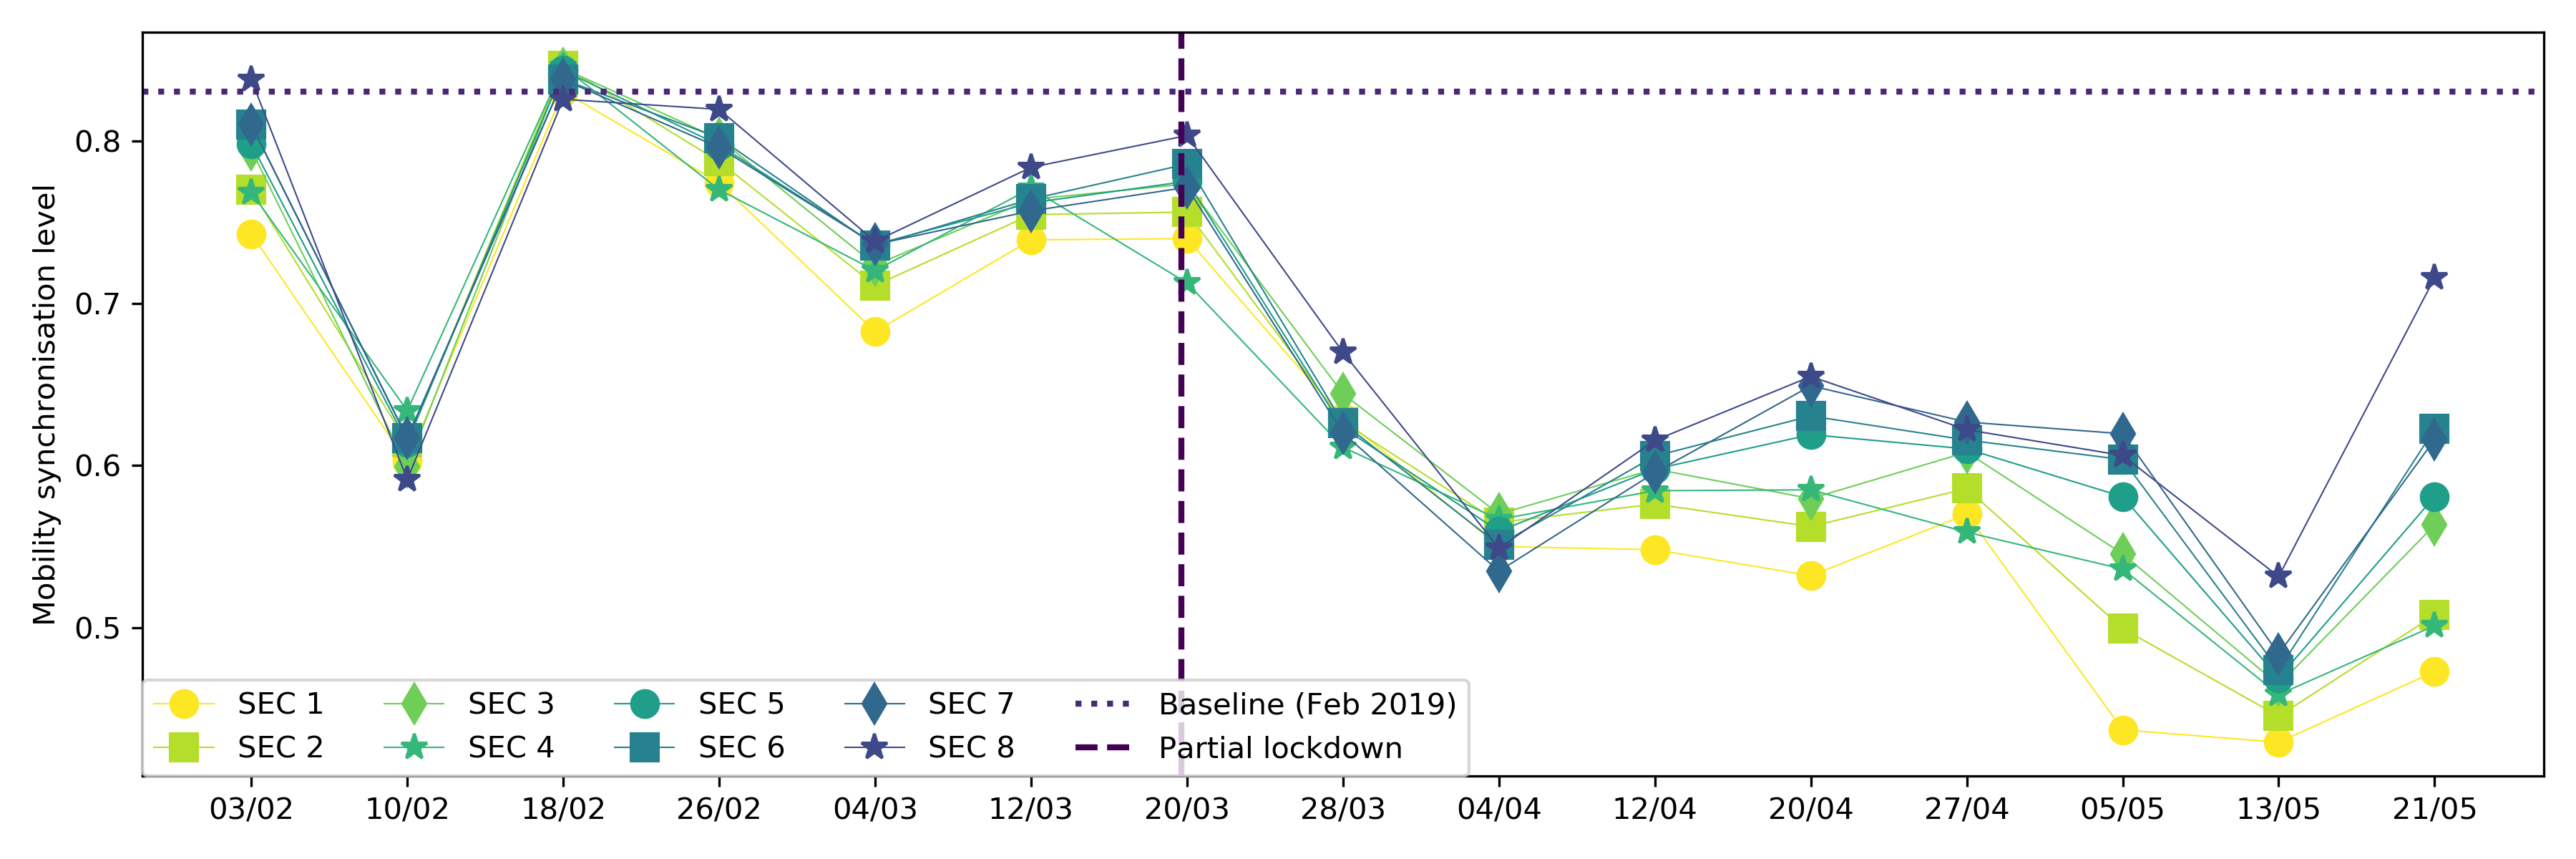 Mobility synchronisation level
0.8
0.7
0.6
0.5
SEC 1
SEC 3
SEC 5
SEC 7
Baseline (Feb 2019)
SEC 2
SEC 4
SEC 6
SEC 8
Partial lockdown
03/02
10/02
18/02
26/02
04/03
12/03
20/03
28/03
04/04
12/04
20/04
27/04
05/05
13/05
21/05